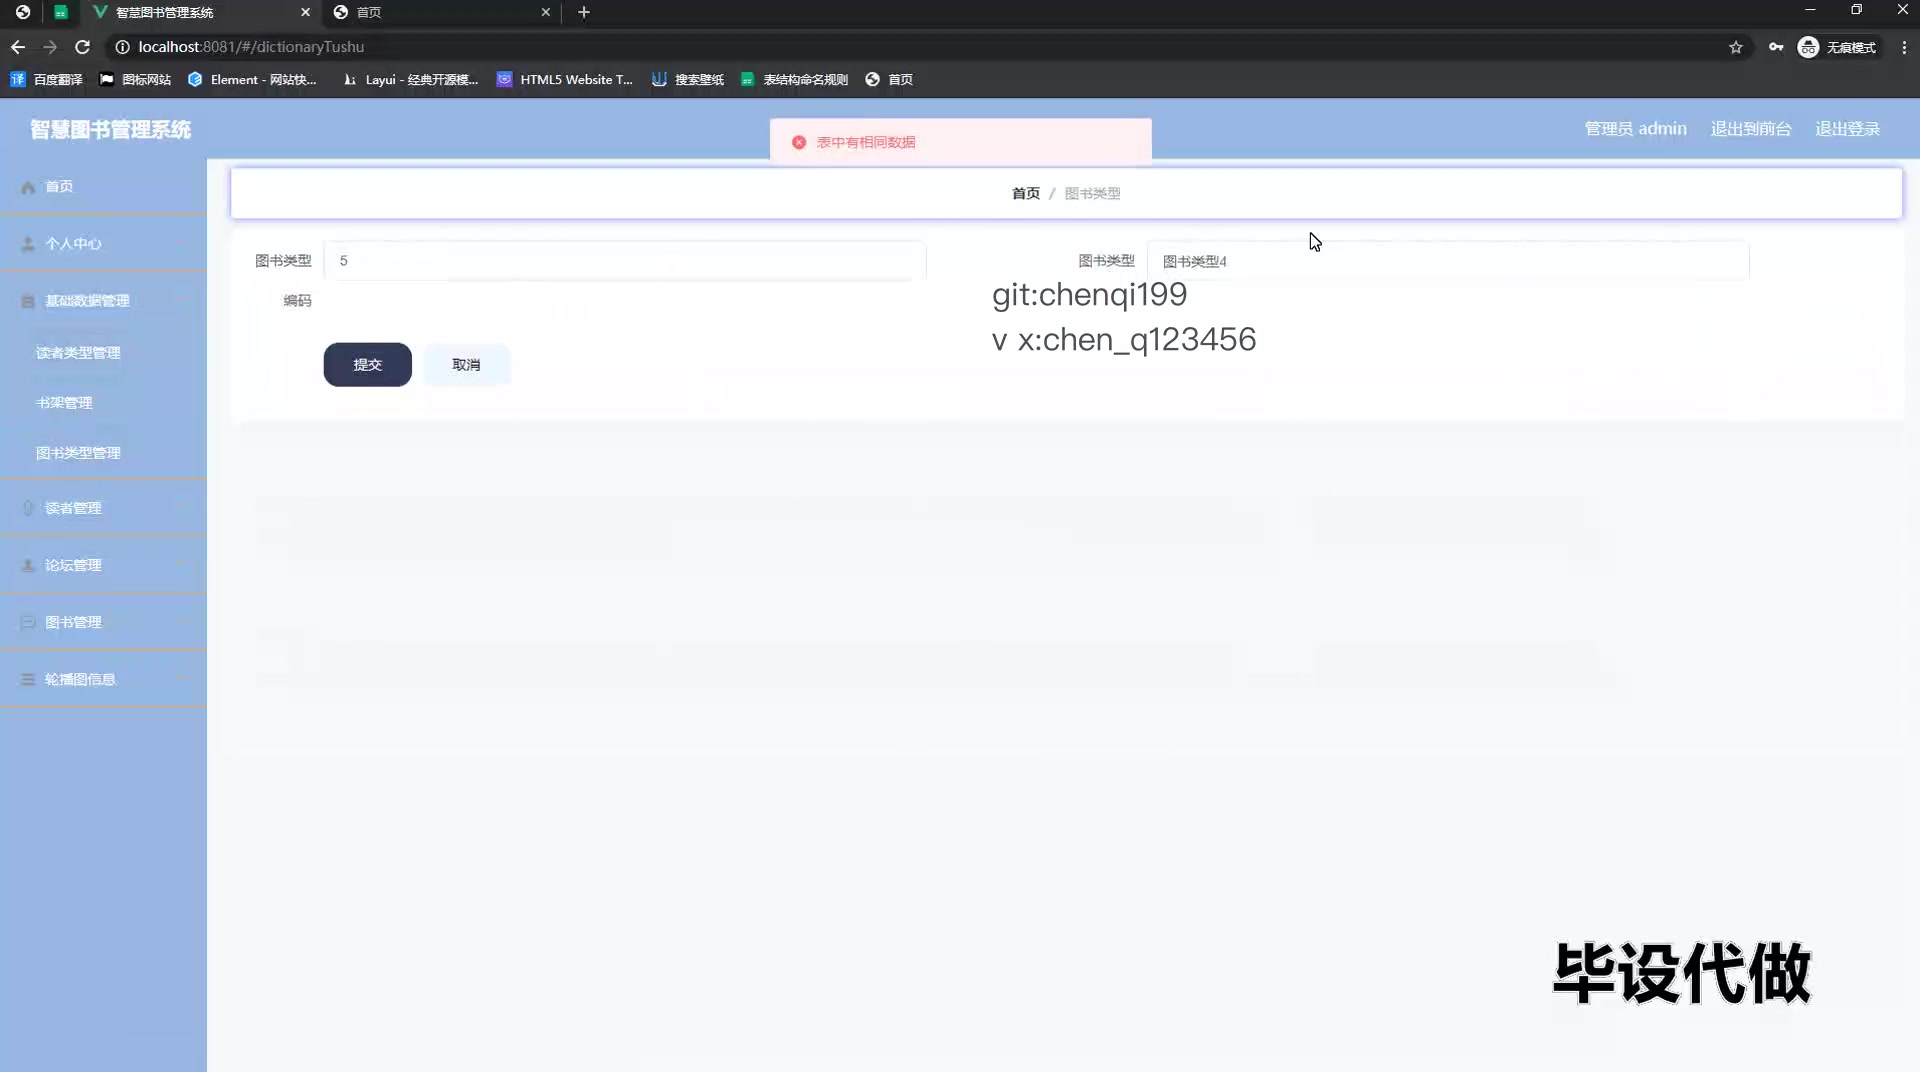 智慧图书管理系统
首页
localhost:8081/#/dictionaryTushu
无痕模式
百度翻译
图标网站
Element - 网站快...
Layui - 经典开源模...
HTML5 Website T...
搜索壁纸
表结构命名规则
首页
智慧图书管理系统
表中有相同数据
管理员 admin
退出到前台
退出登录
首页
个人中心
基础数据管理
读者类型管理
书架管理
图书类型管理
读者管理
论坛管理
图书管理
轮播图信息
首页 / 图书类型
图书类型
编码
5
图书类型
图书类型4
git:chenqi199
v x:chen_q123456
提交
取消
毕设代做